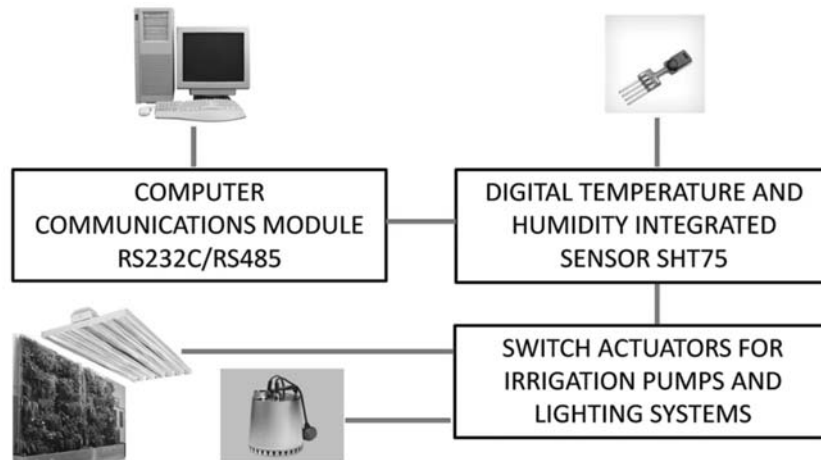 COMPUTER
COMMUNICATIONS MODULE
RS232C/RS485
DIGITAL TEMPERATURE AND
HUMIDITY INTEGRATED
SENSOR SHT75
SWITCH ACTUATORS FOR
IRRIGATION PUMPS AND
LIGHTING SYSTEMS